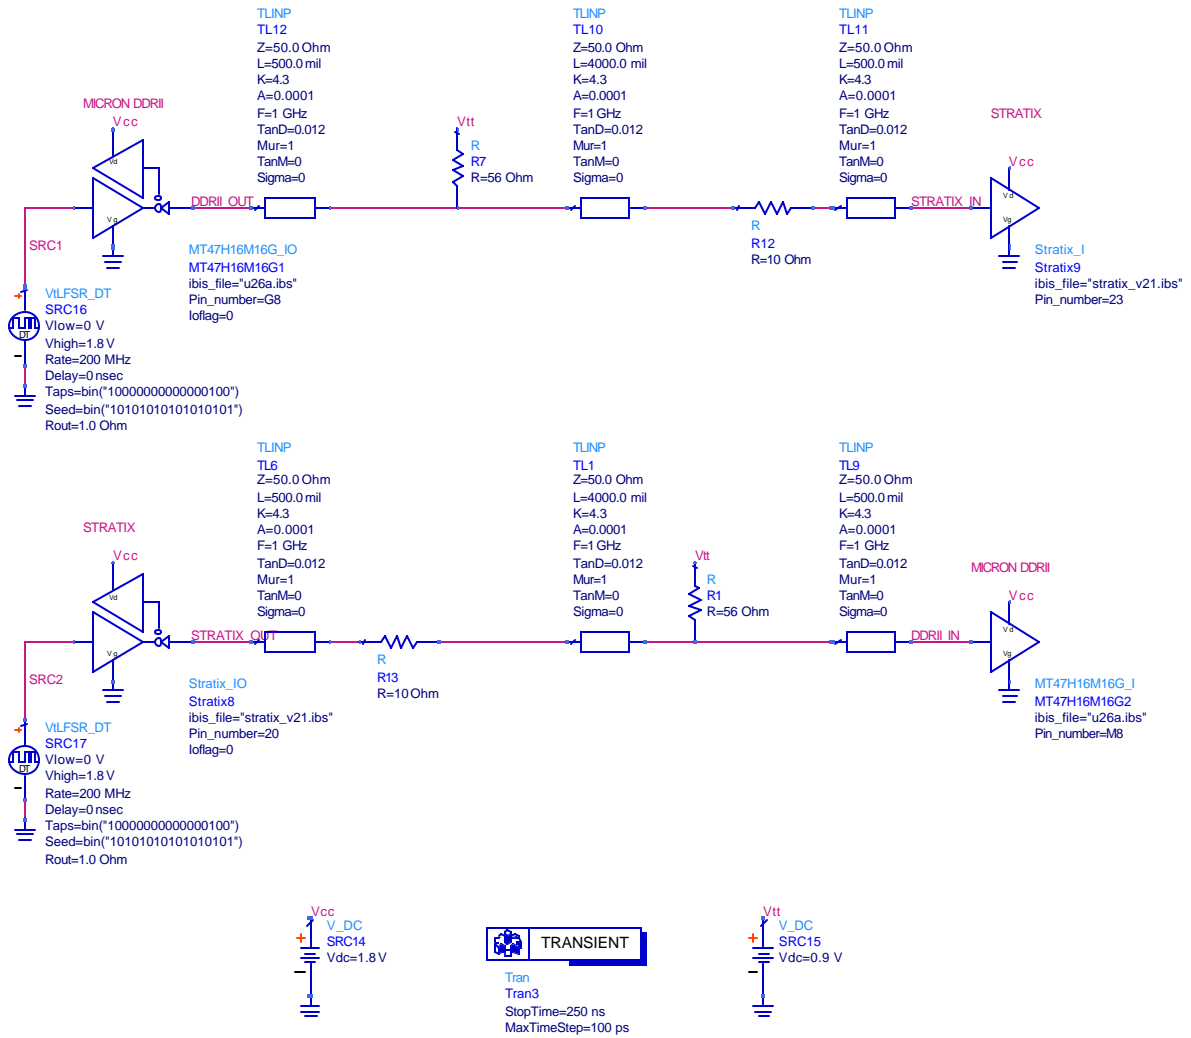 TLINP
TL12
Z=50.0 Ohm
L=500.0 mil
K=4.3
A=0.0001
F=1 GHz
TanD=0.012
Mur=1
TanM=0
Sigma=0
TLINP
TL10
Z=50.0 Ohm
L=4000.0 mil
K=4.3
A=0.0001
F=1 GHz
TanD=0.012
Mur=1
TanM=0
Sigma=0
TLINP
TL11
Z=50.0 Ohm
L=500.0 mil
K=4.3
A=0.0001
F=1 GHz
TanD=0.012
Mur=1
TanM=0
Sigma=0
MICRON DDRII
Vcc
Vd
Vg
DDRII_OUT
Vtt
R
R7
R=56 Ohm
R
R12
R=10 Ohm
STRATIX
Vcc
STRATIX_IN
Vd
Vg
SRC1
MT47H16M16G_IO
MT47H16M16G1
ibis_file="u26a.ibs"
Pin_number=G8
Ioflag=0
Stratix_I
Stratix9
ibis_file="stratix_v21.ibs"
Pin_number=23
DT
VtLFSR_DT
SRC16
Vlow=0 V
Vhigh=1.8 V
Rate=200 MHz
Delay=0 nsec
Taps=bin("10000000000000100")
Seed=bin("10101010101010101")
Rout=1.0 Ohm
TLINP
TL6
Z=50.0 Ohm
L=500.0 mil
K=4.3
A=0.0001
F=1 GHz
TanD=0.012
Mur=1
TanM=0
Sigma=0
TLINP
TL1
Z=50.0 Ohm
L=4000.0 mil
K=4.3
A=0.0001
F=1 GHz
TanD=0.012
Mur=1
TanM=0
Sigma=0
TLINP
TL9
Z=50.0 Ohm
L=500.0 mil
K=4.3
A=0.0001
F=1 GHz
TanD=0.012
Mur=1
TanM=0
Sigma=0
STRATIX
Vcc
Vd
Vg
STRATIX_OUT
R
R13
R=10 Ohm
Vtt
R
R1
R=56 Ohm
MICRON DDRII
Vcc
DDRII_IN
Vd
Vg
SRC2
Stratix_IO
Stratix8
ibis_file="stratix_v21.ibs"
Pin_number=20
Ioflag=0
MT47H16M16G_I
MT47H16M16G2
ibis_file="u26a.ibs"
Pin_number=M8
DT
VtLFSR_DT
SRC17
Vlow=0 V
Vhigh=1.8 V
Rate=200 MHz
Delay=0 nsec
Taps=bin("10000000000000100")
Seed=bin("10101010101010101")
Rout=1.0 Ohm
Vcc
V_DC
SRC14
Vdc=1.8 V
TRANSIENT
Tran
Tran3
StopTime=250 ns
MaxTimeStep=100 ps
Vtt
V_DC
SRC15
Vdc=0.9 V